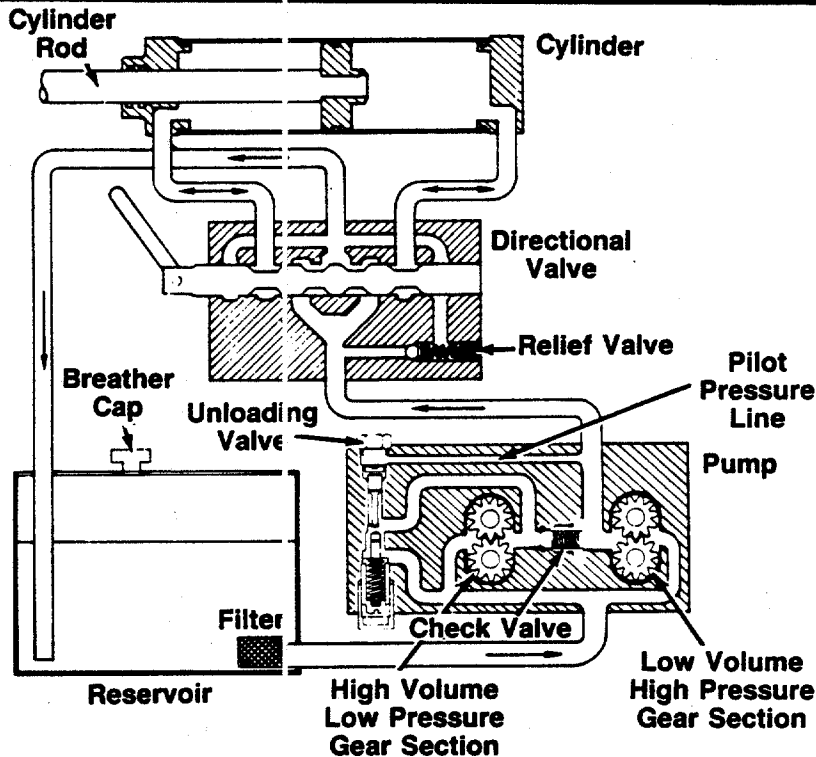 Cylinder
Rod
Cylinder
Directional
Valve
Relief Valve
Pilot
Pressure
Line
Breather
Cap
Unloading
Valve
Pump
Filter
Check Valve
Reservoir
High Volume
Low Pressure
Gear Section
Low Volume
High Pressure
Gear Section